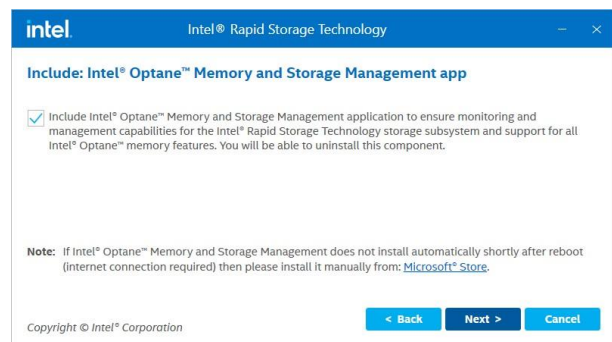 intel.
Intel® Rapid Storage Technology
Include: Intel® Optane™ Memory and Storage Management app
Include Intel® Optane™ Memory and Storage Management application to ensure monitoring and
management capabilities for the Intel® Rapid Storage Technology storage subsystem and support for all
Intel® Optane™ memory features. You will be able to uninstall this component.
Note: If Intel® Optane™ Memory and Storage Management does not install automatically shortly after reboot
(internet connection required) then please install it manually from: Microsoft® Store.
Copyright © Intel® Corporation
< Back Next > Cancel